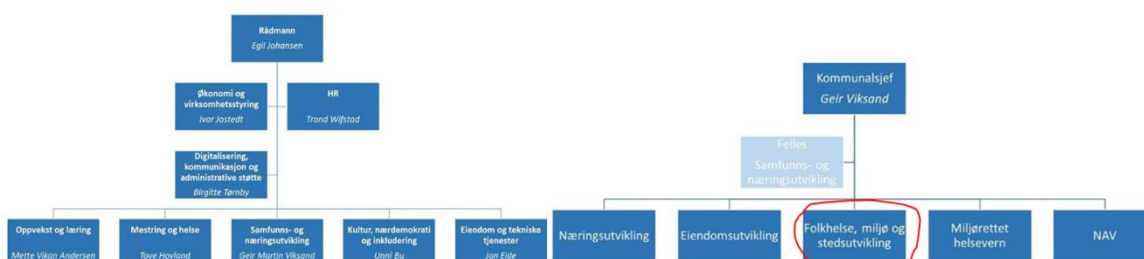 Rådmann
Egil Johansen
Økonomi og
virksomhetsstyring
Ivar Jostedt
HR
Trond Wifstad
Digitalisering,
kommunikasjon og
administrative støtte
Birgitte Tørnby
Oppvekst og læring
Mette Vikan Andersen
Mestring og helse
Tove Hovland
Samfunns- og
næringsutvikling
Geir Martin Viksand
Kultur, nærdemokrati
og inkludering
Unni Bu
Eiendom og tekniske
tjenester
Jan Eide
Kommunalsjef
Geir Viksand
Felles
Samfunns- og
næringsutvikling
Næringsutvikling
Eiendomsutvikling
Folkhelse, miljø og
stedsutvikling
Miljørettet
helsevern
NAV